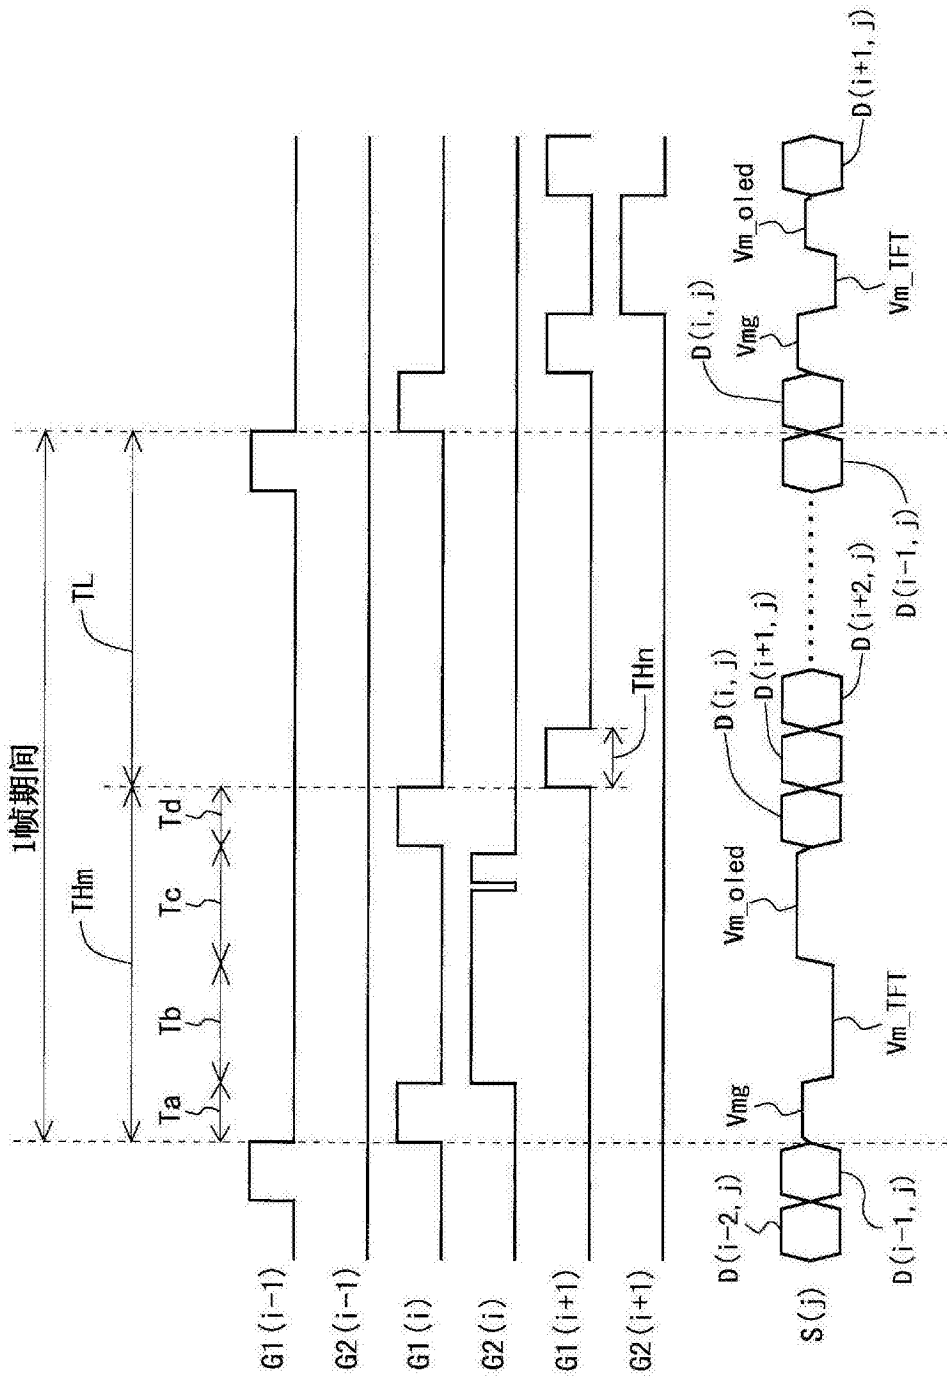 1帧期间
THm
TL
Ta
Tb
Tc
Td
G1(i-1)
G2(i-1)
G1(i)
G2(i)
G1(i+1)
THn
G2(i+1)
D(i-2, j)
Vmg
Vm_oled
D(i, j)
D(i+1, j)
D(i, j)
Vmg
Vm_oled
S(j)
D(i-1, j)
Vm_TFT
D(i+2, j)
D(i-1, j)
Vm_TFT
D(i+1, j)